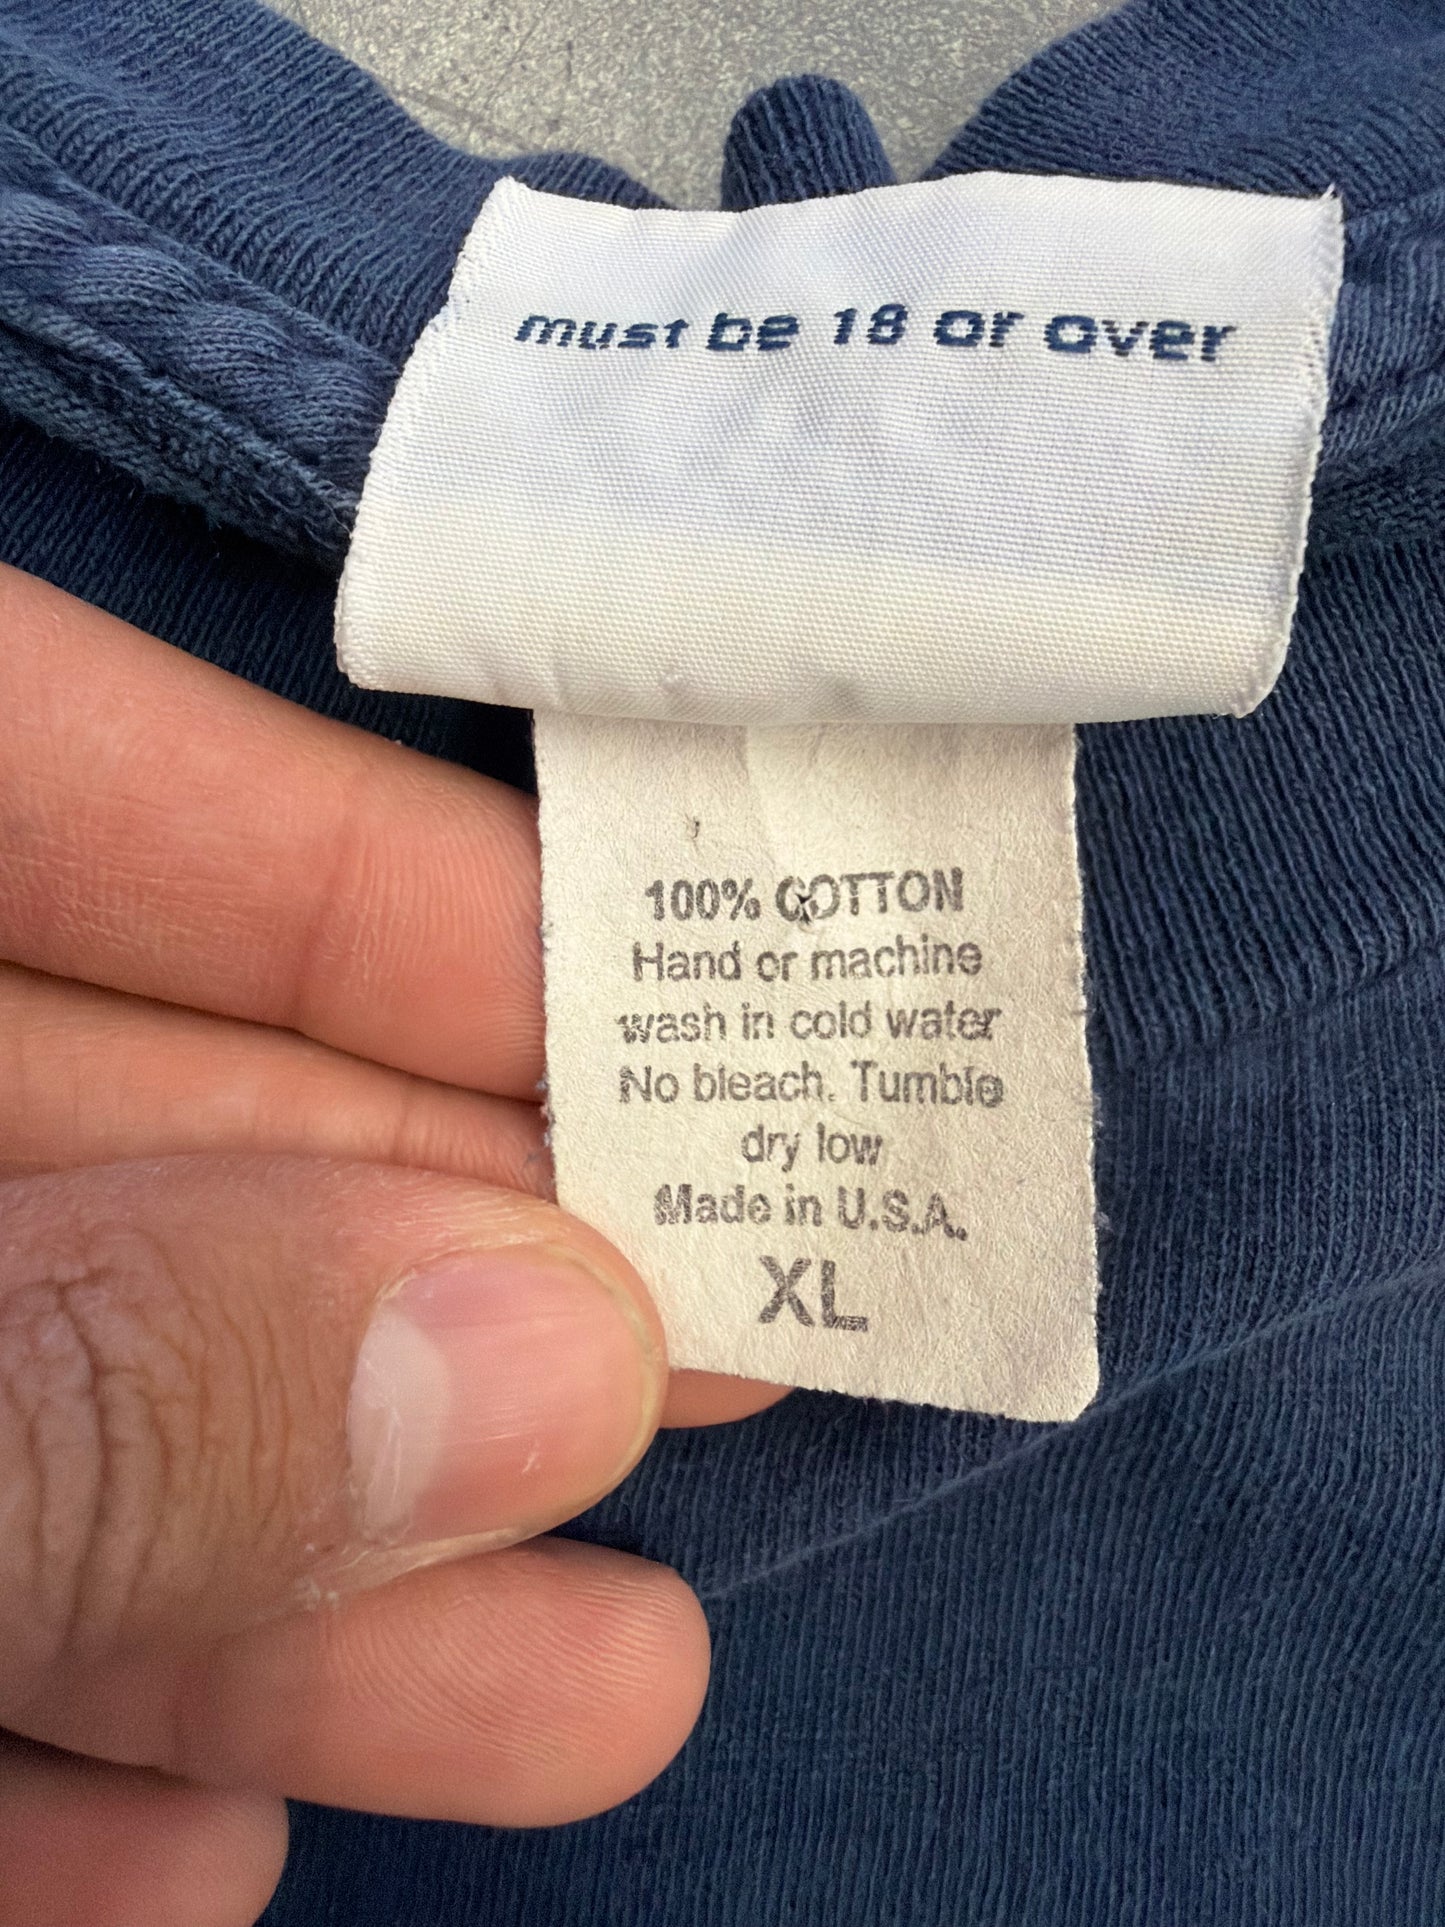 must be 18 or over
100% COTTON
Hand or machine
wash in cold water
No bleach. Tumble
dry low
Made in U.S.A.
XL